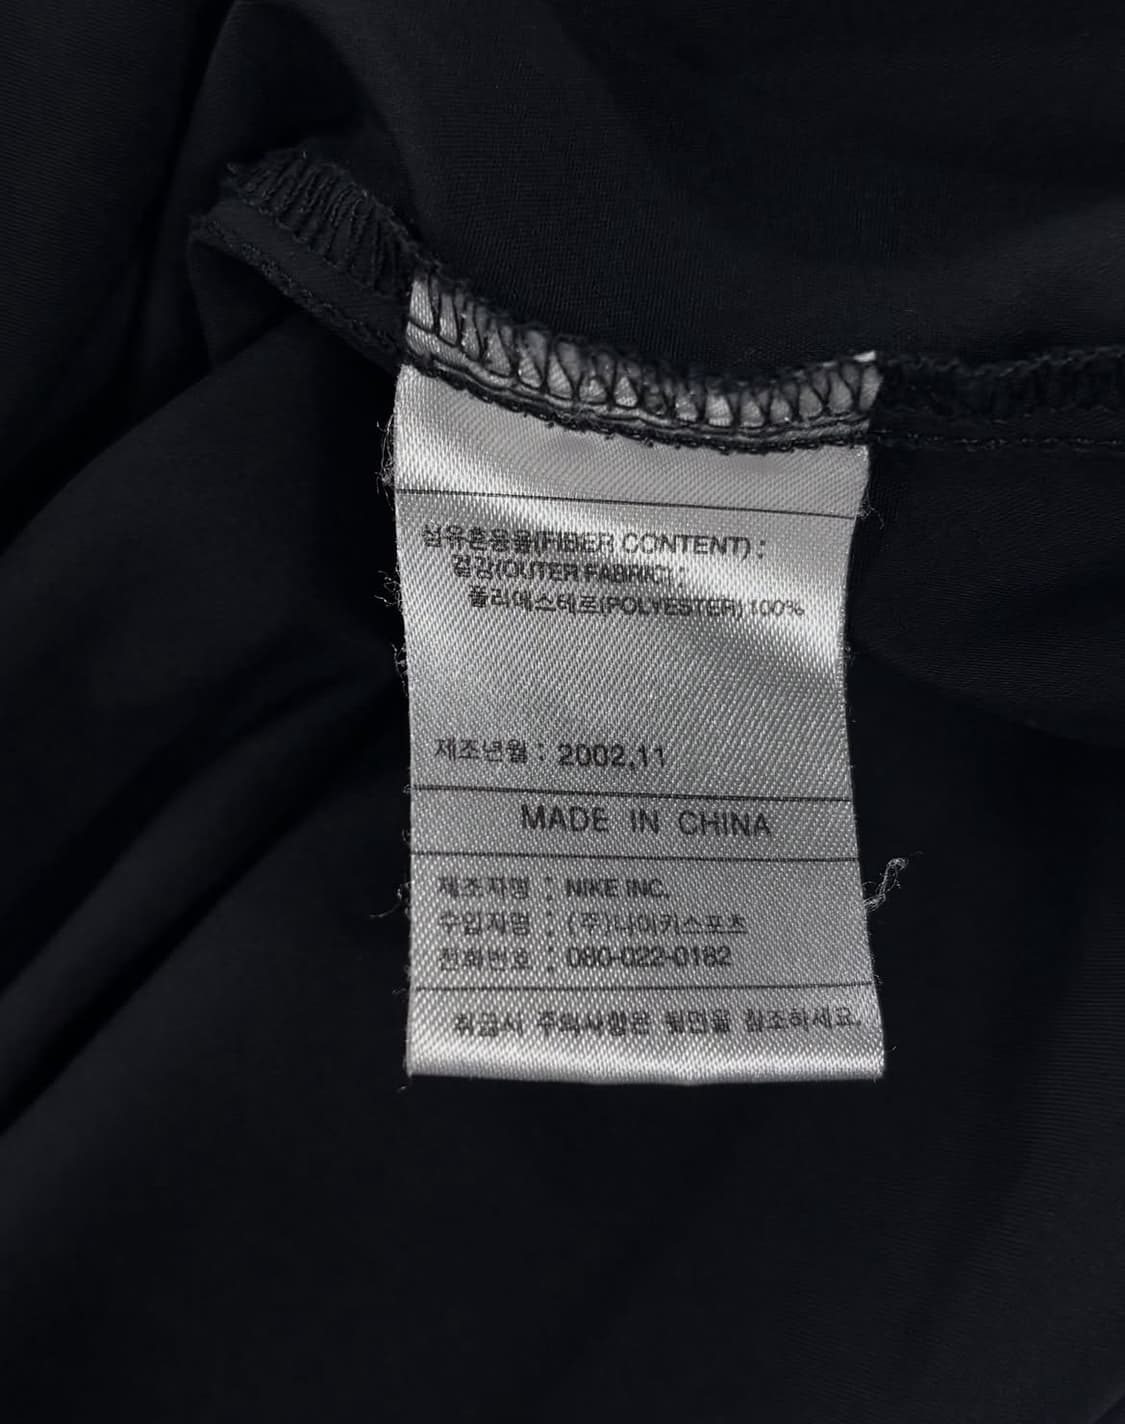 섬유혼용율(FIBER CONTENT) :
겉감(OUTER FABRIC) :
폴리에스테르(POLYESTER) 100%
제조년월 : 2002.11
MADE IN CHINA
제조자명 : NIKE INC.
수입자명 : (주)나이키스포츠
전화번호 : 080-022-0182
취급시 주의사항은 뒷면을 참조하세요.